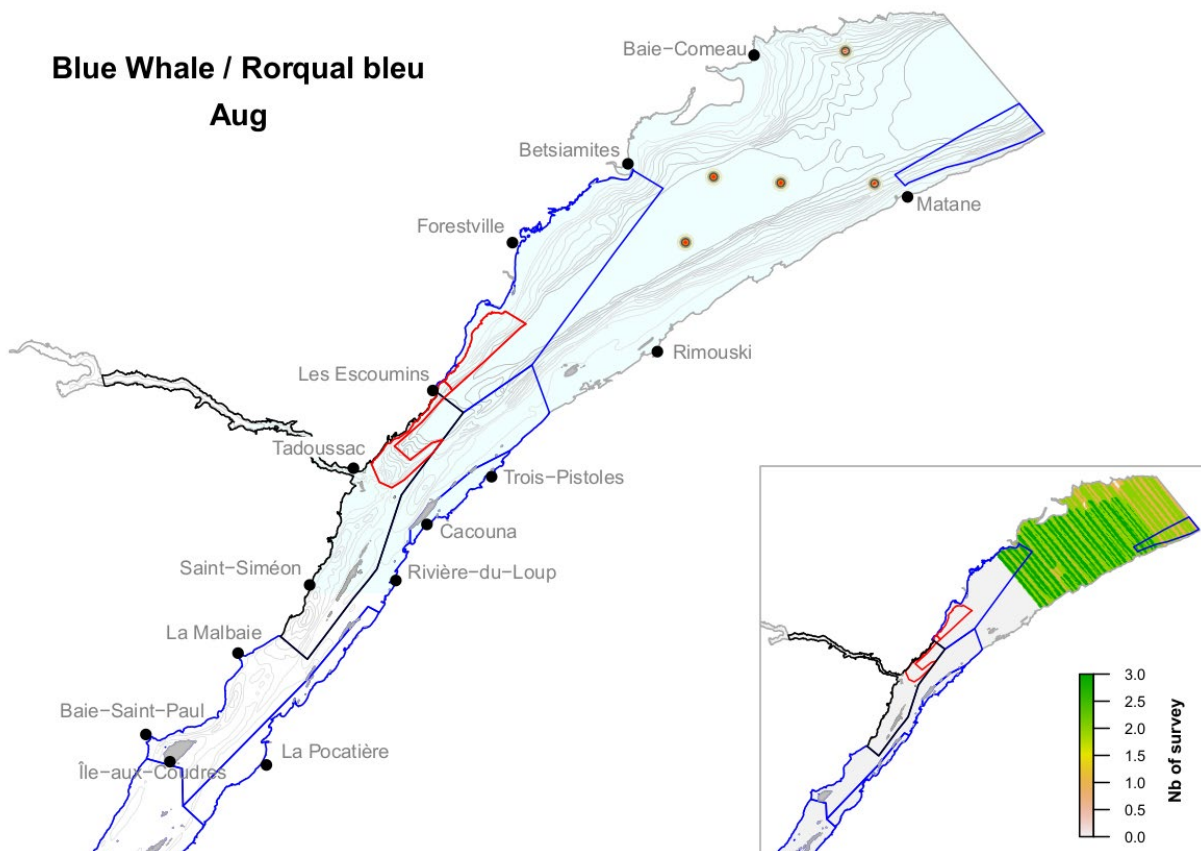 Blue Whale / Rorqual bleu
Aug
Baie−Comeau
Betsiamites
Matane
Forestville
Rimouski
Les Escoumins
Tadoussac
Trois−Pistoles
Cacouna
Saint−Siméon
Rivière−du−Loup
La Malbaie
Baie−Saint−Paul
La Pocatière
Île−aux−Coudres
3.0
2.5
2.0
1.5
1.0
0.5
0.0
Nb of survey